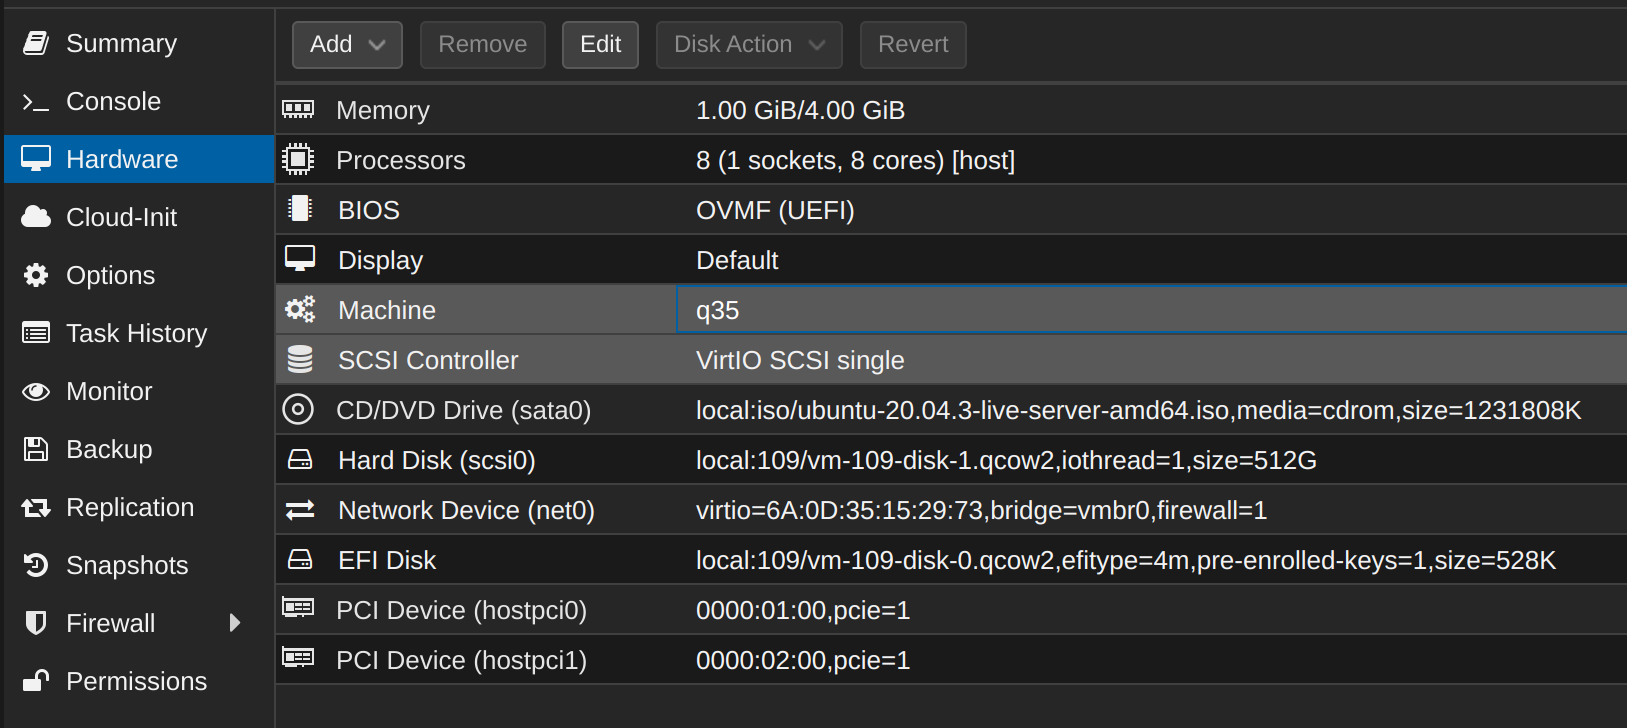 Summary
Console
Hardware
Cloud-Init
Options
Task History
Monitor
Backup
Replication
Snapshots
Firewall
Permissions
Add Remove Edit Disk Action Revert
Memory 1.00 GiB/4.00 GiB
Processors 8 (1 sockets, 8 cores) [host]
BIOS OVMF (UEFI)
Display Default
Machine q35
SCSI Controller VirtIO SCSI single
CD/DVD Drive (sata0) local:iso/ubuntu-20.04.3-live-server-amd64.iso,media=cdrom,size=1231808K
Hard Disk (scsi0) local:109/vm-109-disk-1.qcow2,iothread=1,size=512G
Network Device (net0) virtio=6A:0D:35:15:29:73,bridge=vmbr0,firewall=1
EFI Disk local:109/vm-109-disk-0.qcow2,efitype=4m,pre-enrolled-keys=1,size=528K
PCI Device (hostpci0) 0000:01:00,pcie=1
PCI Device (hostpci1) 0000:02:00,pcie=1